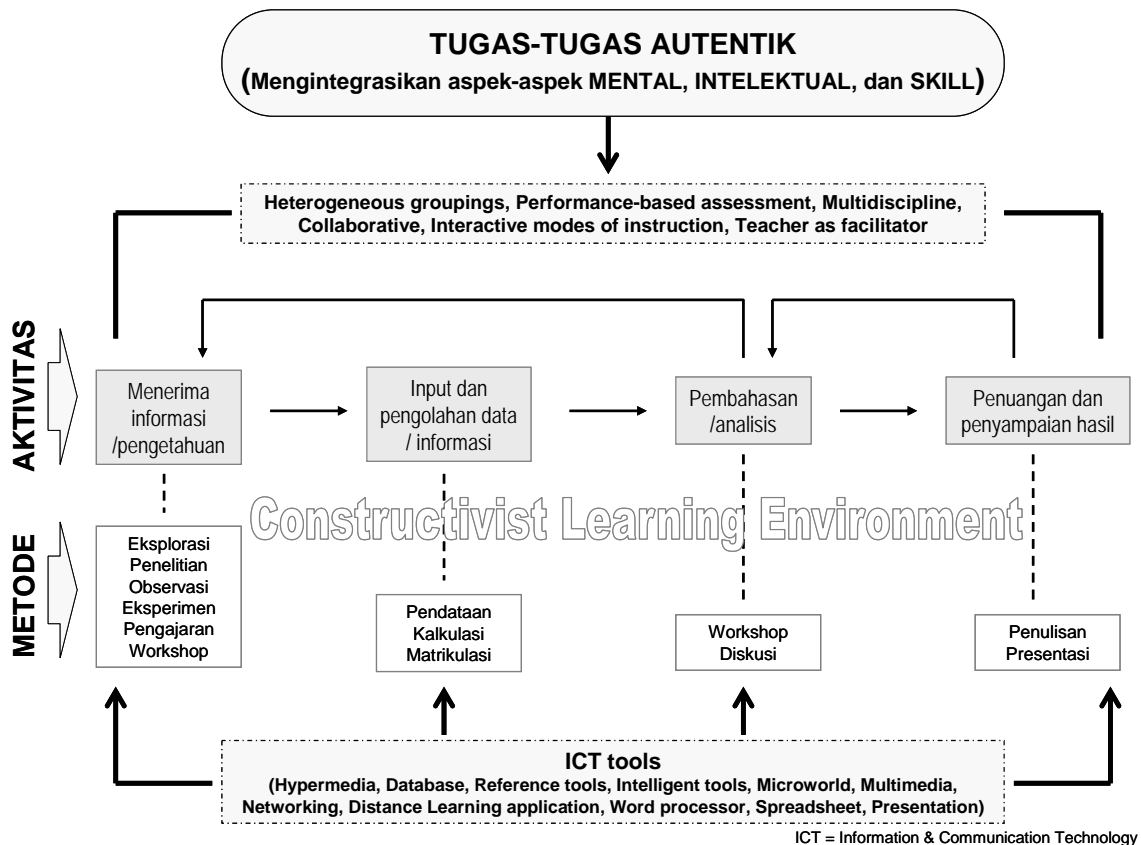 TUGAS-TUGAS AUTENTIK
(Mengintegrasikan aspek-aspek MENTAL, INTELEKTUAL, dan SKILL)
Heterogeneous groupings, Performance-based assessment, Multidiscipline,
Collaborative, Interactive modes of instruction, Teacher as facilitator
AKTIVITAS
Menerima
informasi
/pengetahuan
Input dan
pengolahan data
/ informasi
Pembahasan
/analisis
Penuangan dan
penyampaian hasil
Constructivist Learning Environment
METODE
Eksplorasi
Penelitian
Observasi
Eksperimen
Pengajaran
Workshop
Pendataan
Kalkulasi
Matrikulasi
Workshop
Diskusi
Penulisan
Presentasi
ICT tools
(Hypermedia, Database, Reference tools, Intelligent tools, Microworld, Multimedia,
Networking, Distance Learning application, Word processor, Spreadsheet, Presentation)
ICT = Information & Communication Technology